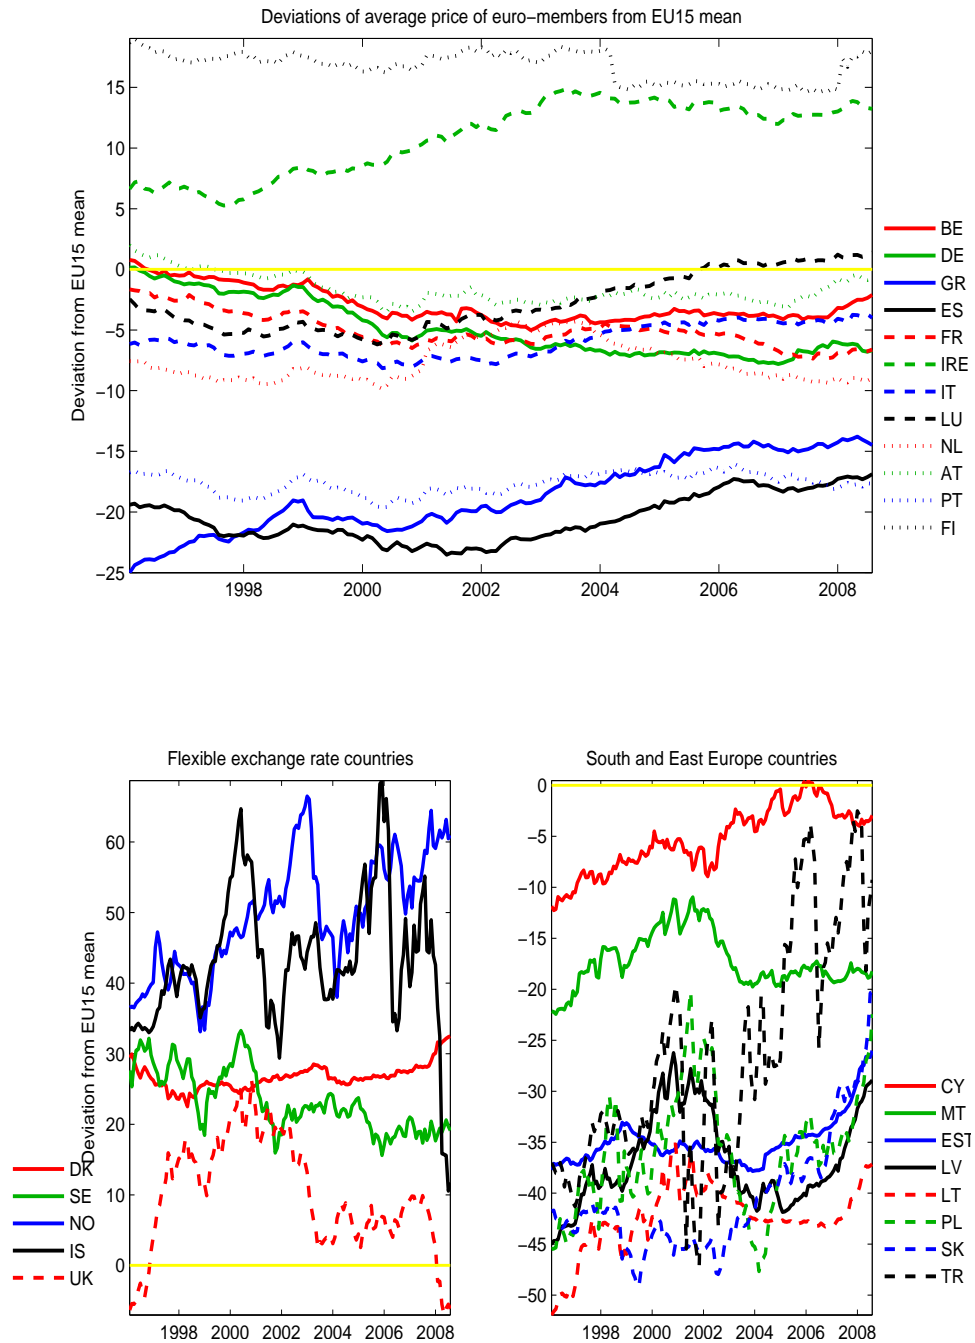 Deviations of average price of euro−members from EU15 mean
Deviation from EU15 mean
15
10
5
0
−5
−10
−15
−20
−25
1998 2000 2002 2004 2006 2008
BE
DE
GR
ES
FR
IRE
IT
LU
NL
AT
PT
FI
Flexible exchange rate countries
Deviation from EU15 mean
60
50
40
30
20
10
0
1998 2000 2002 2004 2006 2008
DK
SE
NO
IS
UK
South and East Europe countries
0
−5
−10
−15
−20
−25
−30
−35
−40
−45
−50
1998 2000 2002 2004 2006 2008
CY
MT
EST
LV
LT
PL
SK
TR